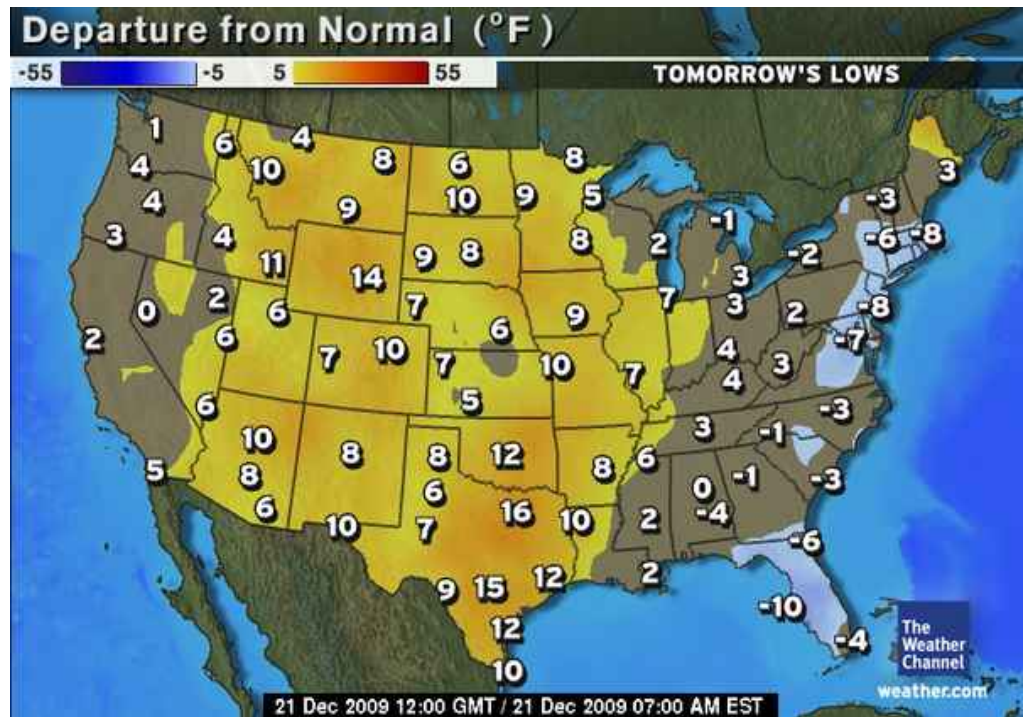 Departure from Normal (°F)
-55 -5 5 55 TOMORROW'S LOWS
1
6 4
4 10 8 6 8
4 9 10 9 5 3
-3
3 4 9 8 8 2 -1 -6 -8
11 14 -2
0 2 7 7 3 3
6 9 2 -8
2 6 6 -7
7 10 7 10 4
7 4 3
6 5 -3
10 8 8 12 3 -1
8 8 6 -1
5 6 6 16 0 -3
10 7 10 2 -4
-6
9 15 12 2
-10
12 -4
10
The
Weather
Channel
weather.com
21 Dec 2009 12:00 GMT / 21 Dec 2009 07:00 AM EST